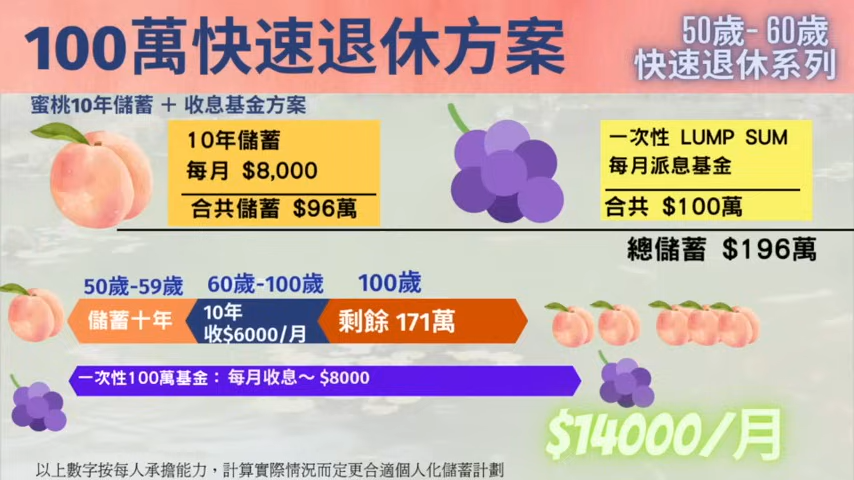 100萬快速退休方案
50歲- 60歲
快速退休系列
蜜桃10年儲蓄 + 收息基金方案
10年儲蓄
每月 $8,000
合共儲蓄 $96萬
一次性 LUMP SUM
每月派息基金
合共 $100萬
總儲蓄 $196萬
50歲-59歲
60歲-100歲
100歲
儲蓄十年
10年
收$6000/月
剩餘 171萬
一次性100萬基金：每月收息～ $8000
$14000/月
以上數字按每人承擔能力，計算實際情況而定更合適個人化儲蓄計劃